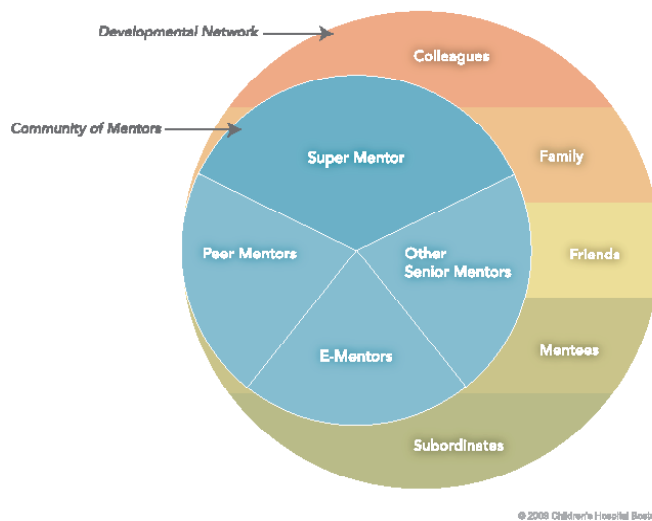 Developmental Network
Colleagues
Community of Mentors
Super Mentor
Family
Peer Mentors
Other
Senior Mentors
Friends
E-Mentors
Mentees
Subordinates
© 2009 Children's Hospital